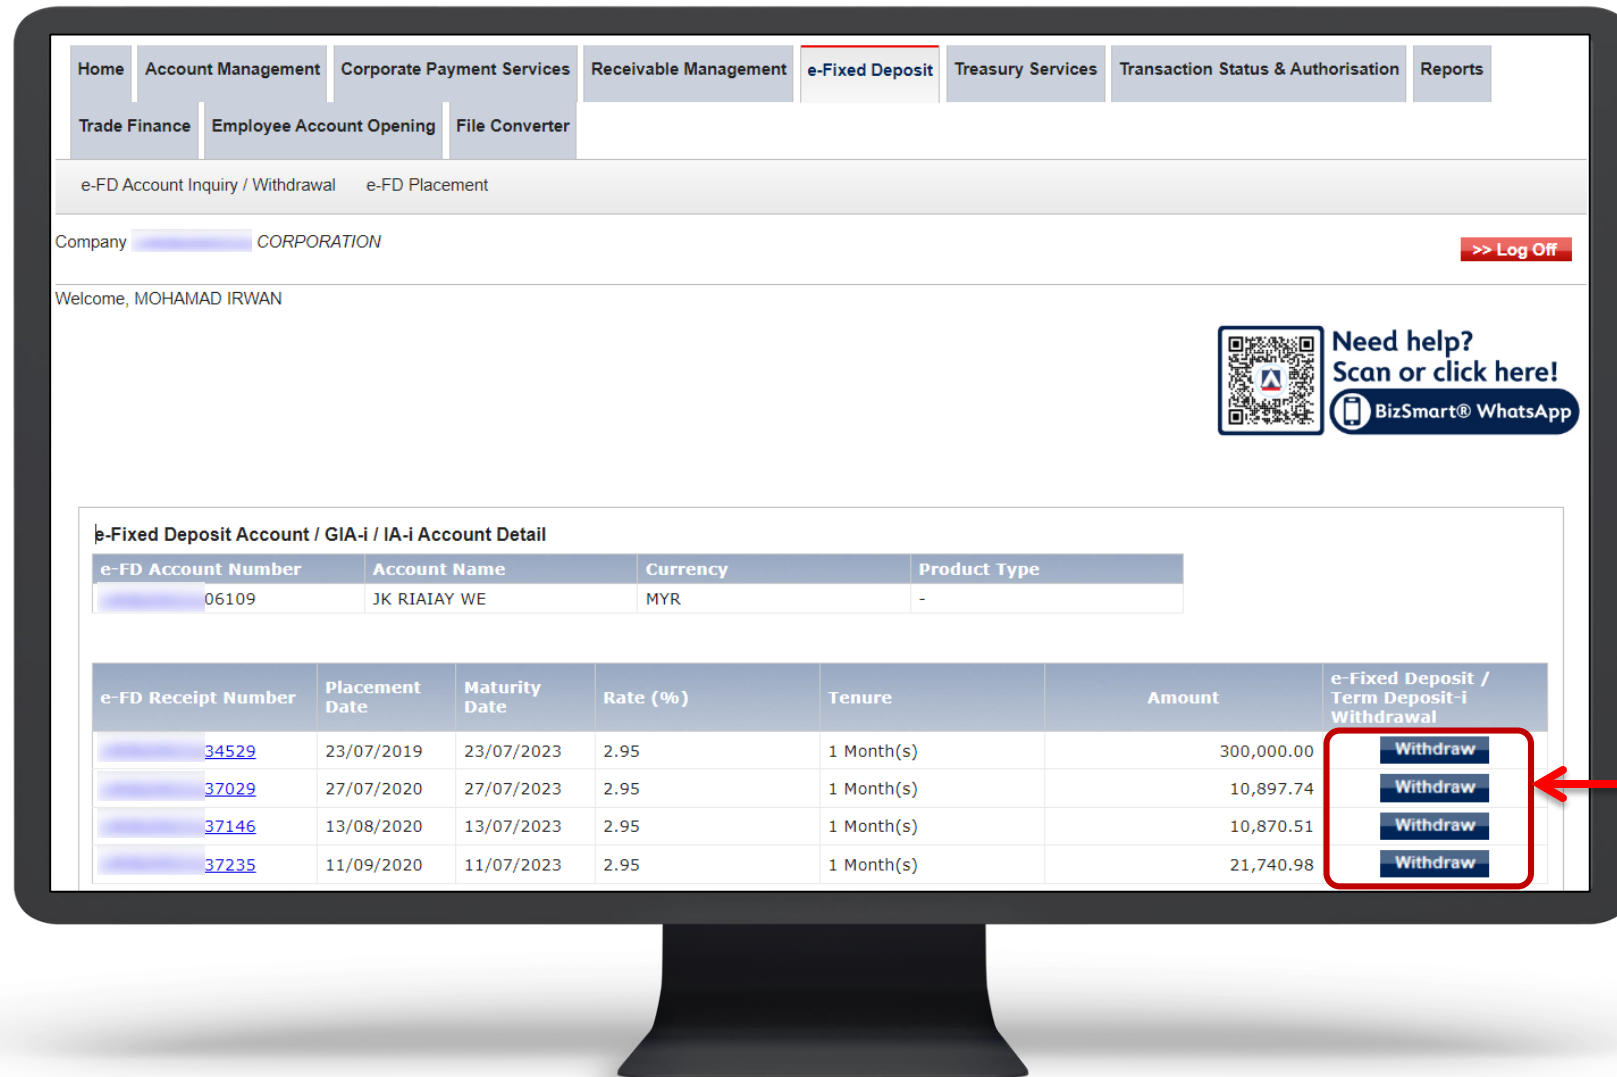 Home Account Management Corporate Payment Services Receivable Management e-Fixed Deposit Treasury Services Transaction Status & Authorisation Reports
Trade Finance Employee Account Opening File Converter
e-FD Account Inquiry / Withdrawal e-FD Placement
Company CORPORATION
>> Log Off
Welcome, MOHAMAD IRWAN
Need help?
Scan or click here!
BizSmart® WhatsApp
e-Fixed Deposit Account / GIA-i / IA-i Account Detail
e-FD Account Number Account Name Currency Product Type
06109 JK RIAIAY WE MYR -
e-FD Receipt Number Placement Date Maturity Date Rate (%) Tenure Amount e-Fixed Deposit / Term Deposit-i Withdrawal
34529 23/07/2019 23/07/2023 2.95 1 Month(s) 300,000.00 Withdraw
37029 27/07/2020 27/07/2023 2.95 1 Month(s) 10,897.74 Withdraw
37146 13/08/2020 13/07/2023 2.95 1 Month(s) 10,870.51 Withdraw
37235 11/09/2020 11/07/2023 2.95 1 Month(s) 21,740.98 Withdraw